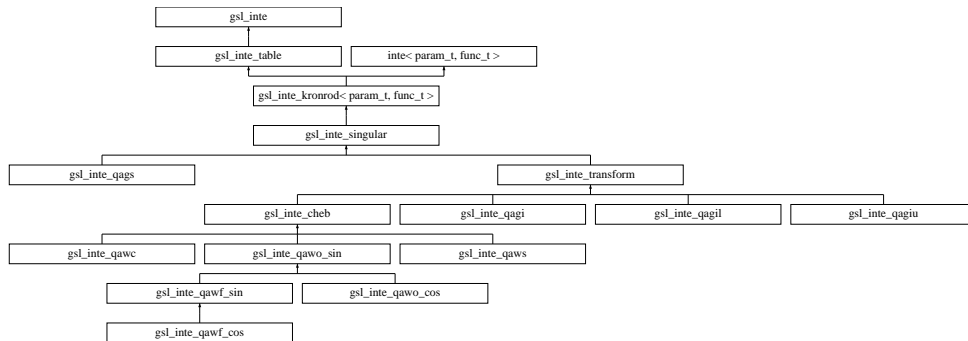 gsl_inte
gsl_inte_table
inte< param_t, func_t >
gsl_inte_kronrod< param_t, func_t >
gsl_inte_singular
gsl_inte_qags
gsl_inte_transform
gsl_inte_cheb
gsl_inte_qagi
gsl_inte_qagil
gsl_inte_qagiu
gsl_inte_qawc
gsl_inte_qawo_sin
gsl_inte_qaws
gsl_inte_qawf_sin
gsl_inte_qawo_cos
gsl_inte_qawf_cos